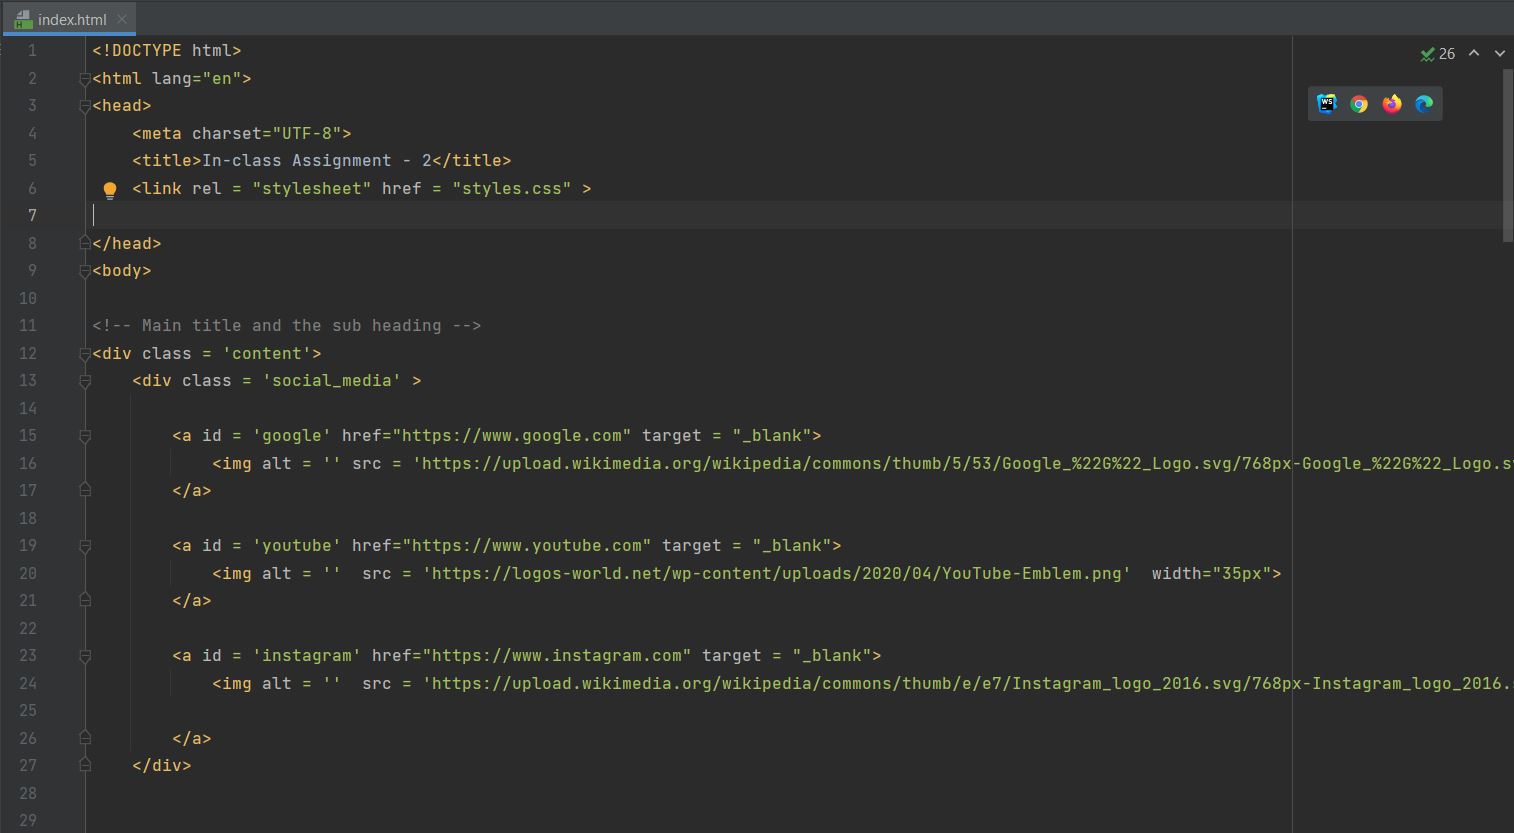 index.html
26
WS
1 <!DOCTYPE html>
2 <html lang="en">
3 <head>
4 <meta charset="UTF-8">
5 <title>In-class Assignment - 2</title>
6 <link rel = "stylesheet" href = "styles.css" >
7
8 </head>
9 <body>
10
11 <!-- Main title and the sub heading -->
12 <div class = 'content'>
13 <div class = 'social_media' >
14
15 <a id = 'google' href="https://www.google.com" target = "_blank">
16 <img alt = '' src = 'https://upload.wikimedia.org/wikipedia/commons/thumb/5/53/Google_%22G%22_Logo.svg/768px-Google_%22G%22_Logo.sv
17 </a>
18
19 <a id = 'youtube' href="https://www.youtube.com" target = "_blank">
20 <img alt = ''  src = 'https://logos-world.net/wp-content/uploads/2020/04/YouTube-Emblem.png'  width="35px">
21 </a>
22
23 <a id = 'instagram' href="https://www.instagram.com" target = "_blank">
24 <img alt = ''  src = 'https://upload.wikimedia.org/wikipedia/commons/thumb/e/e7/Instagram_logo_2016.svg/768px-Instagram_logo_2016.
25
26 </a>
27 </div>
28
29